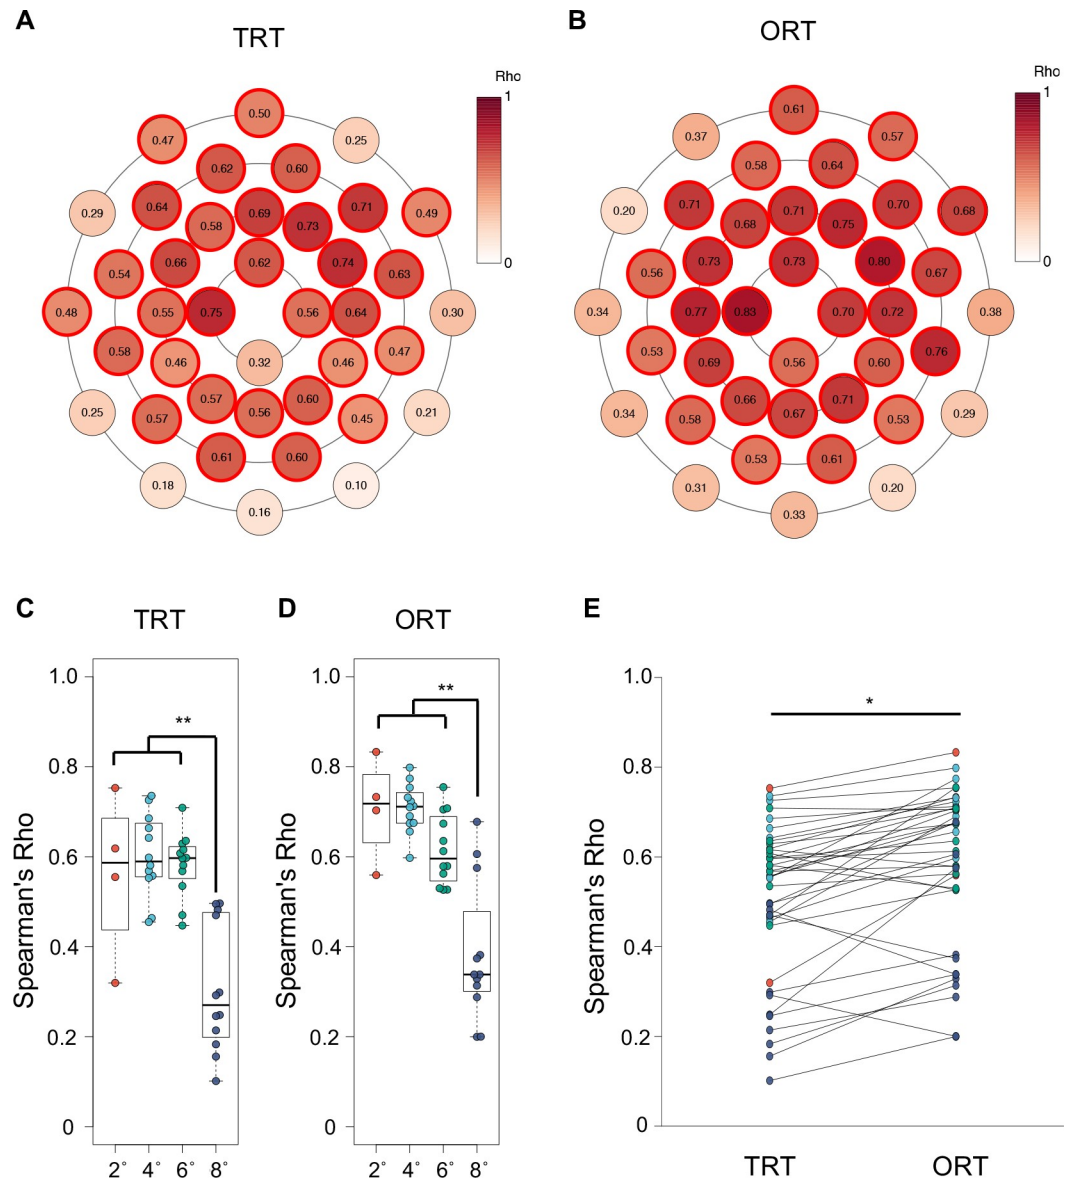 A
TRT
Rho
1
0
0.50
0.47
0.25
0.62 0.60
0.64 0.71
0.29 0.58 0.69 0.73 0.49
0.66 0.62 0.74
0.54 0.63
0.48 0.55 0.75 0.56 0.64 0.30
0.58 0.47
0.46 0.32 0.46
0.25 0.57 0.57 0.56 0.60 0.45 0.21
0.61 0.60
0.18 0.10
0.16
B
ORT
Rho
1
0
0.61
0.37 0.57
0.58 0.64
0.71 0.70
0.20 0.68 0.71 0.75 0.68
0.73 0.73 0.80
0.56 0.67
0.34 0.77 0.83 0.70 0.72 0.38
0.53 0.76
0.69 0.56 0.60
0.34 0.58 0.66 0.67 0.71 0.53 0.29
0.53 0.61
0.31 0.20
0.33
C
TRT
Spearman's Rho
1.0
0.8
0.6
0.4
0.2
0
**
2° 4° 6° 8°
D
ORT
Spearman's Rho
1.0
0.8
0.6
0.4
0.2
0
**
2° 4° 6° 8°
E
Spearman's Rho
1.0
0.8
0.6
0.4
0.2
0
*
TRT ORT